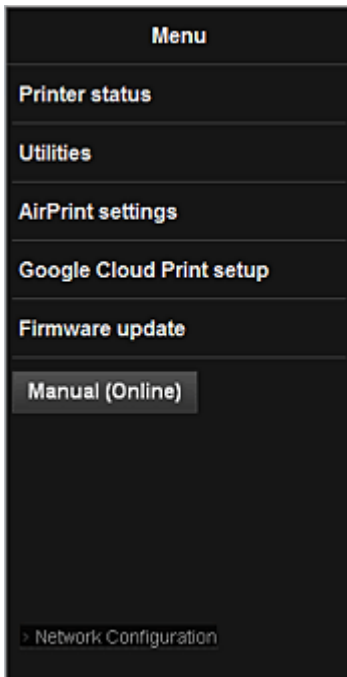 Menu
Printer status
Utilities
AirPrint settings
Google Cloud Print setup
Firmware update
Manual (Online)
> Network Configuration